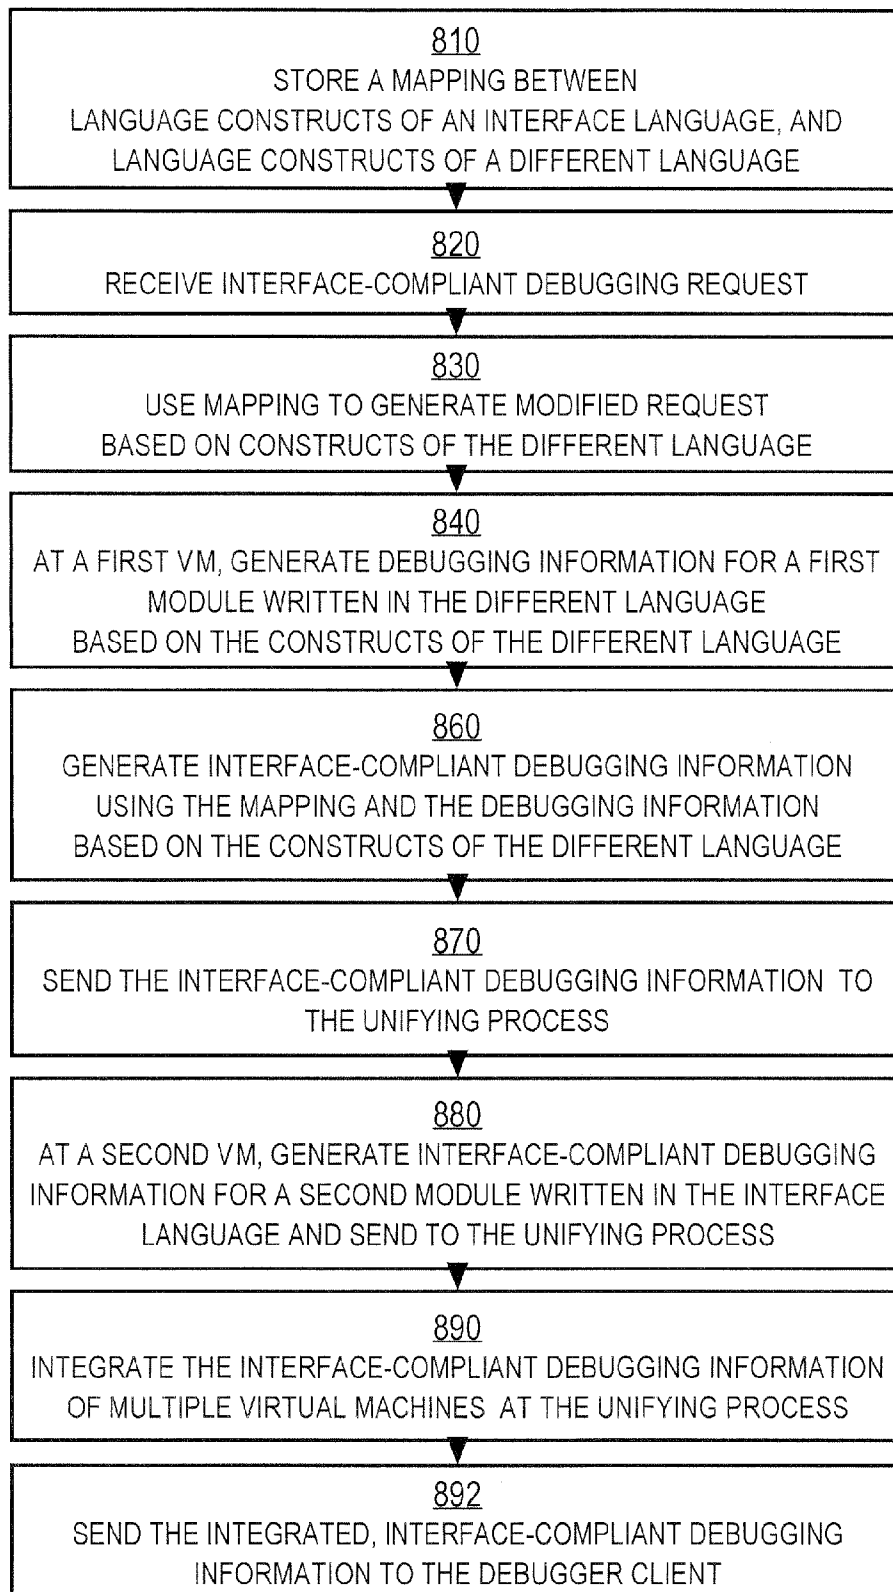 810
STORE A MAPPING BETWEEN
LANGUAGE CONSTRUCTS OF AN INTERFACE LANGUAGE, AND
LANGUAGE CONSTRUCTS OF A DIFFERENT LANGUAGE
820
RECEIVE INTERFACE-COMPLIANT DEBUGGING REQUEST
830
USE MAPPING TO GENERATE MODIFIED REQUEST
BASED ON CONSTRUCTS OF THE DIFFERENT LANGUAGE
840
AT A FIRST VM, GENERATE DEBUGGING INFORMATION FOR A FIRST
MODULE WRITTEN IN THE DIFFERENT LANGUAGE
BASED ON THE CONSTRUCTS OF THE DIFFERENT LANGUAGE
860
GENERATE INTERFACE-COMPLIANT DEBUGGING INFORMATION
USING THE MAPPING AND THE DEBUGGING INFORMATION
BASED ON THE CONSTRUCTS OF THE DIFFERENT LANGUAGE
870
SEND THE INTERFACE-COMPLIANT DEBUGGING INFORMATION TO
THE UNIFYING PROCESS
880
AT A SECOND VM, GENERATE INTERFACE-COMPLIANT DEBUGGING
INFORMATION FOR A SECOND MODULE WRITTEN IN THE INTERFACE
LANGUAGE AND SEND TO THE UNIFYING PROCESS
890
INTEGRATE THE INTERFACE-COMPLIANT DEBUGGING INFORMATION
OF MULTIPLE VIRTUAL MACHINES AT THE UNIFYING PROCESS
892
SEND THE INTEGRATED, INTERFACE-COMPLIANT DEBUGGING
INFORMATION TO THE DEBUGGER CLIENT